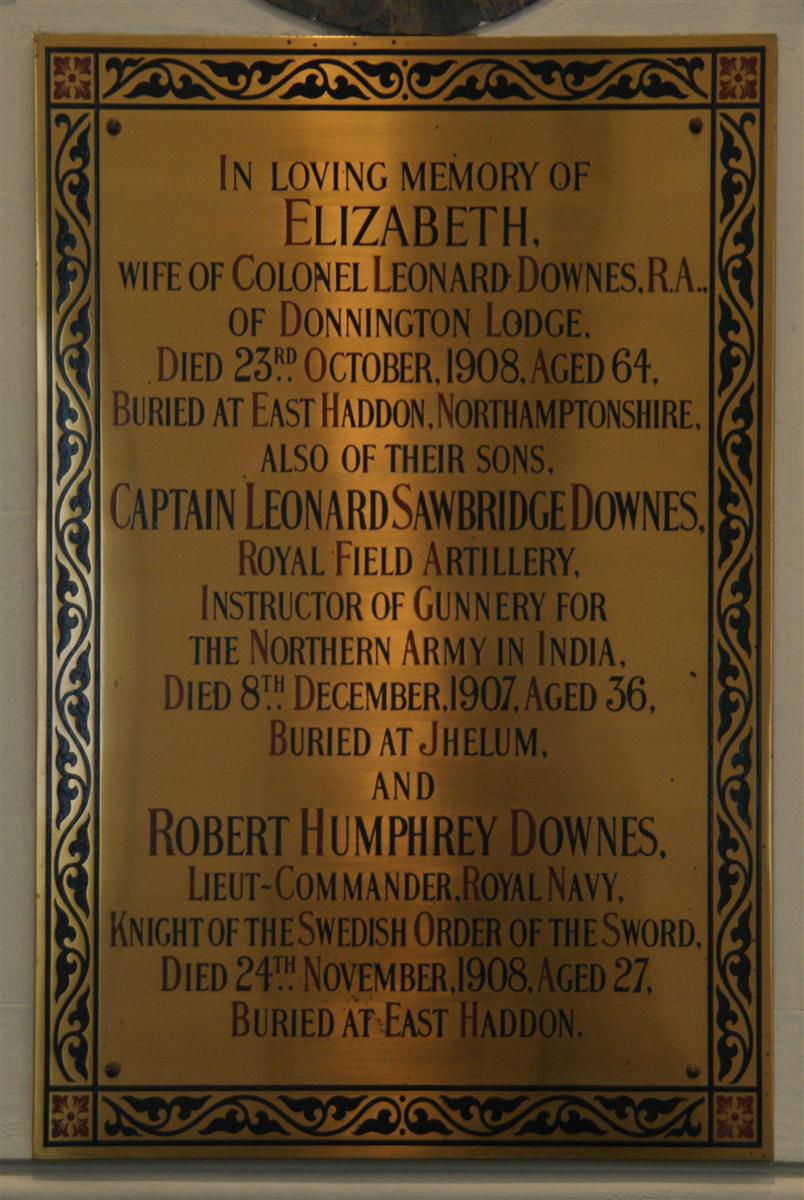 IN LOVING MEMORY OF
ELIZABETH,
WIFE OF COLONEL LEONARD DOWNES, R.A.,
OF DONNINGTON LODGE,
DIED 23RD OCTOBER, 1908, AGED 64,
BURIED AT EAST HADDON, NORTHAMPTONSHIRE,
ALSO OF THEIR SONS,
CAPTAIN LEONARD SAWBRIDGE DOWNES,
ROYAL FIELD ARTILLERY,
INSTRUCTOR OF GUNNERY FOR
THE NORTHERN ARMY IN INDIA,
DIED 8TH DECEMBER, 1907, AGED 36,
BURIED AT JHELUM,
AND
ROBERT HUMPHREY DOWNES,
LIEUT-COMMANDER, ROYAL NAVY,
KNIGHT OF THE SWEDISH ORDER OF THE SWORD,
DIED 24TH NOVEMBER, 1908, AGED 27,
BURIED AT EAST HADDON.